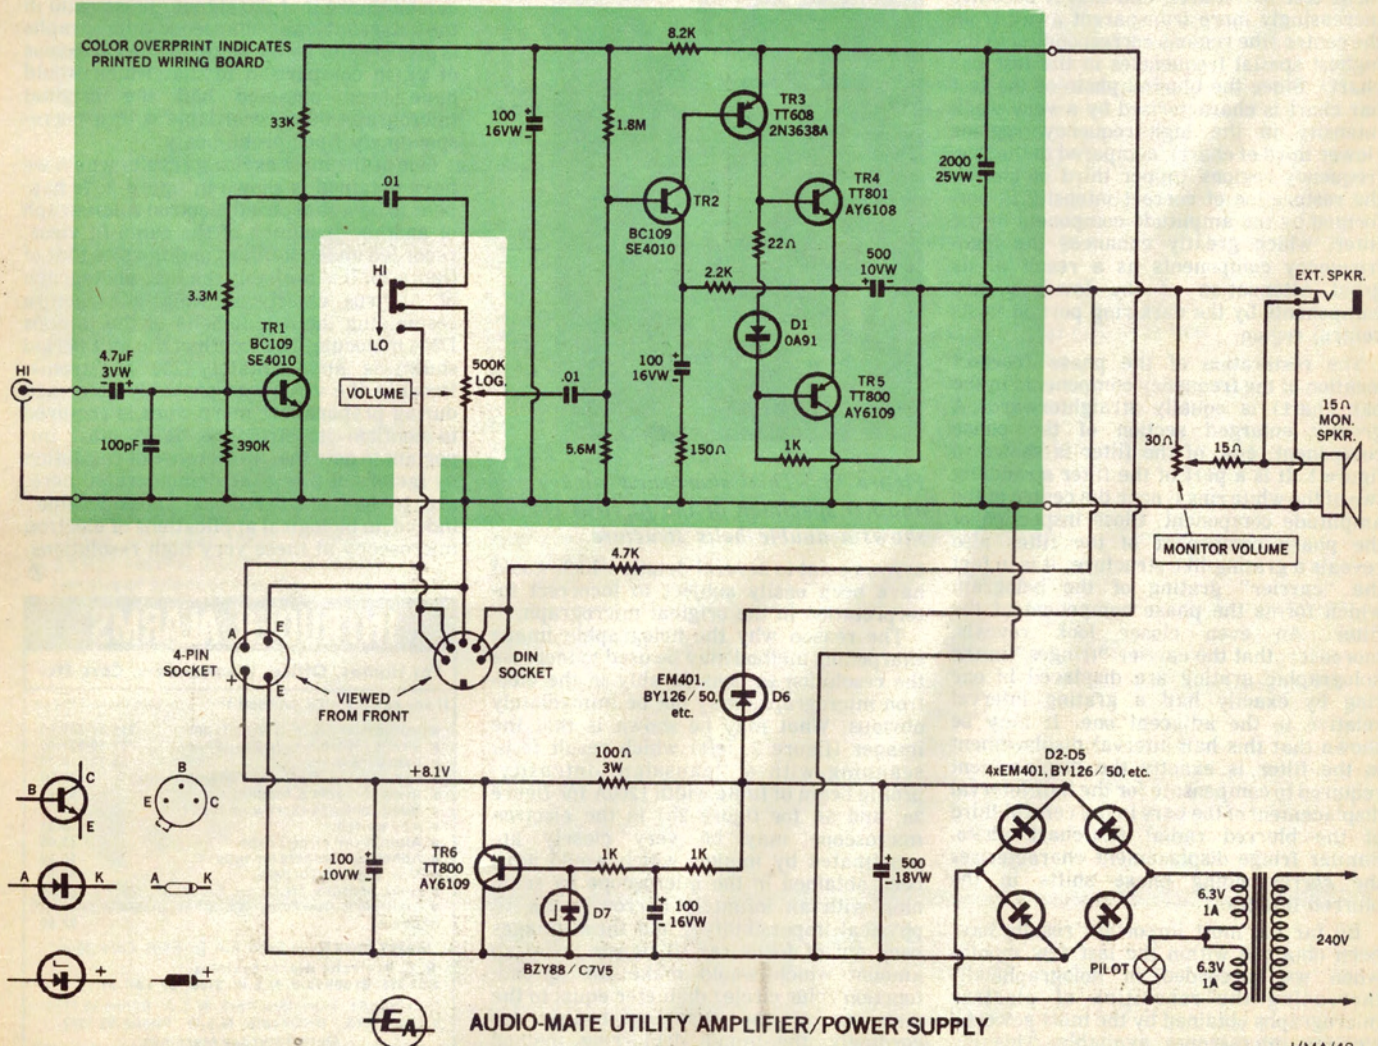 COLOR OVERPRINT INDICATES
PRINTED WIRING BOARD
8.2K
33K
100
16VW
1.8M
TR3
TT608
2N3638A
2000
25VW
.01
TR2
BC109
SE4010
TR4
TT801
AY6108
22Ω
500
10VW
HI
LO
3.3M
2.2K
EXT. SPKR.
TR1
BC109
SE4010
D1
OA91
HI
4.7µF
3VW
500K
LOG.
VOLUME
.01
100
16VW
TR5
TT800
AY6109
15Ω
MON.
SPKR.
100pF
390K
5.6M
150Ω
1K
30Ω
15Ω
MONITOR VOLUME
4.7K
A
E
4-PIN
SOCKET
+
E
VIEWED
FROM FRONT
DIN
SOCKET
EM401,
BY126/50,
etc.
D6
100Ω
3W
+8.1V
D2-D5
4xEM401, BY126/50, etc.
B
C
E
B
E
C
A
K
A
K
+
+
100
10VW
TR6
TT800
AY6109
1K
1K
D7
100
16VW
BZY88/C7V5
500
18VW
6.3V
1A
6.3V
1A
240V
PILOT
EA
AUDIO-MATE UTILITY AMPLIFIER/POWER SUPPLY